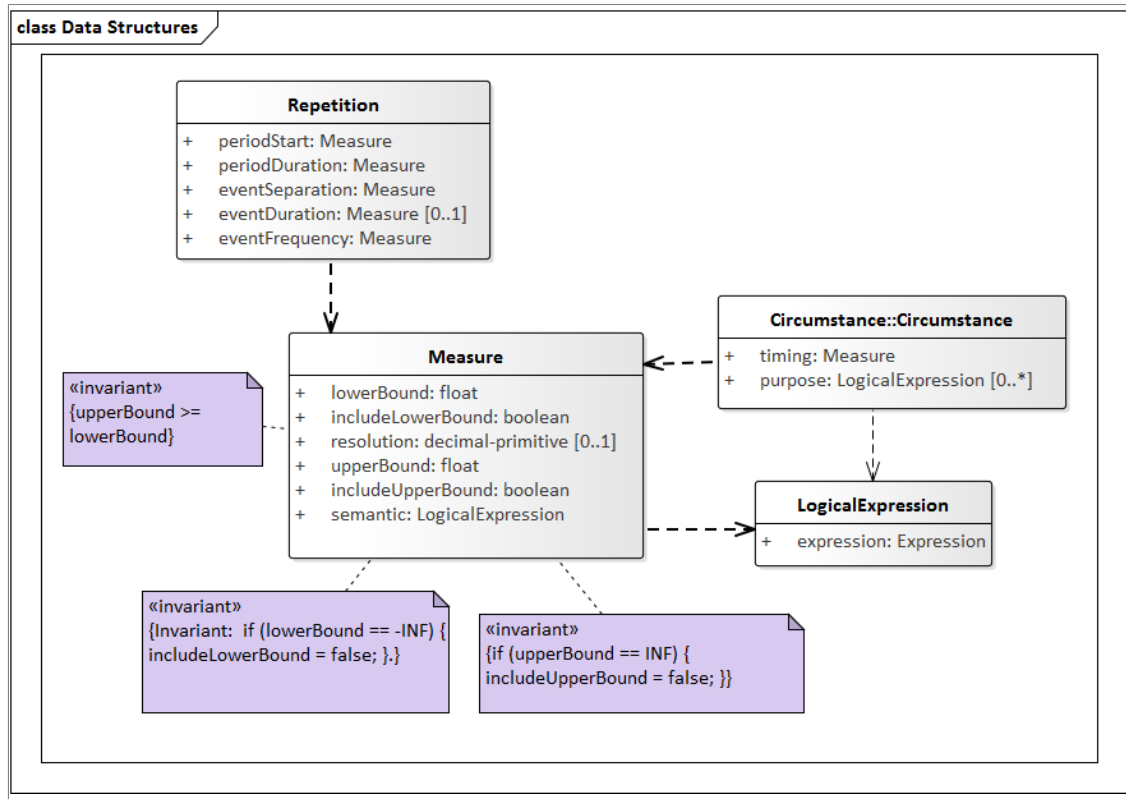 class Data Structures
Repetition
+ periodStart: Measure
+ periodDuration: Measure
+ eventSeparation: Measure
+ eventDuration: Measure [0..1]
+ eventFrequency: Measure
Circumstance::Circumstance
+ timing: Measure
+ purpose: LogicalExpression [0..*]
Measure
+ lowerBound: float
+ includeLowerBound: boolean
+ resolution: decimal-primitive [0..1]
+ upperBound: float
+ includeUpperBound: boolean
+ semantic: LogicalExpression
«invariant»
{upperBound >=
lowerBound}
LogicalExpression
+ expression: Expression
«invariant»
{Invariant:  if (lowerBound == -INF) {
includeLowerBound = false; }.}
«invariant»
{if (upperBound == INF) {
includeUpperBound = false; }}